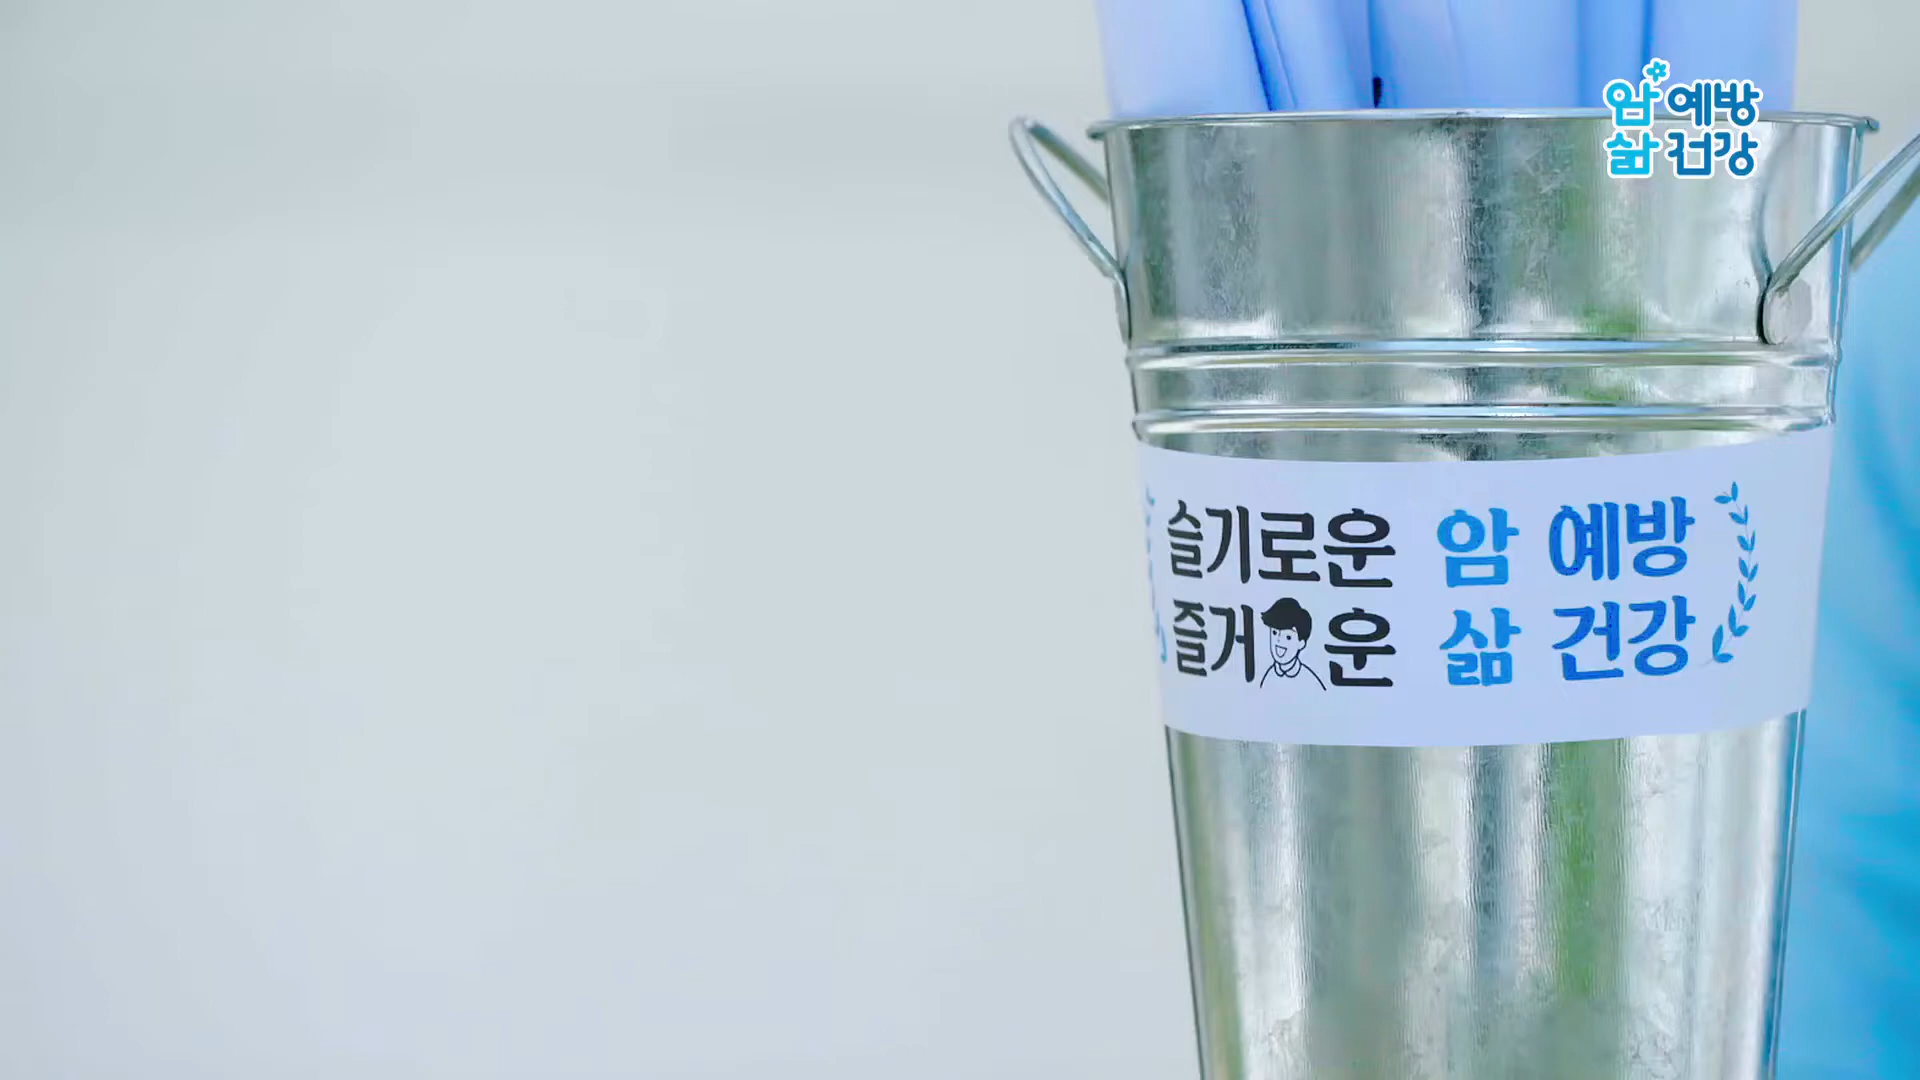 암 예방
삶 건강
슬기로운 암 예방
즐거운 삶 건강